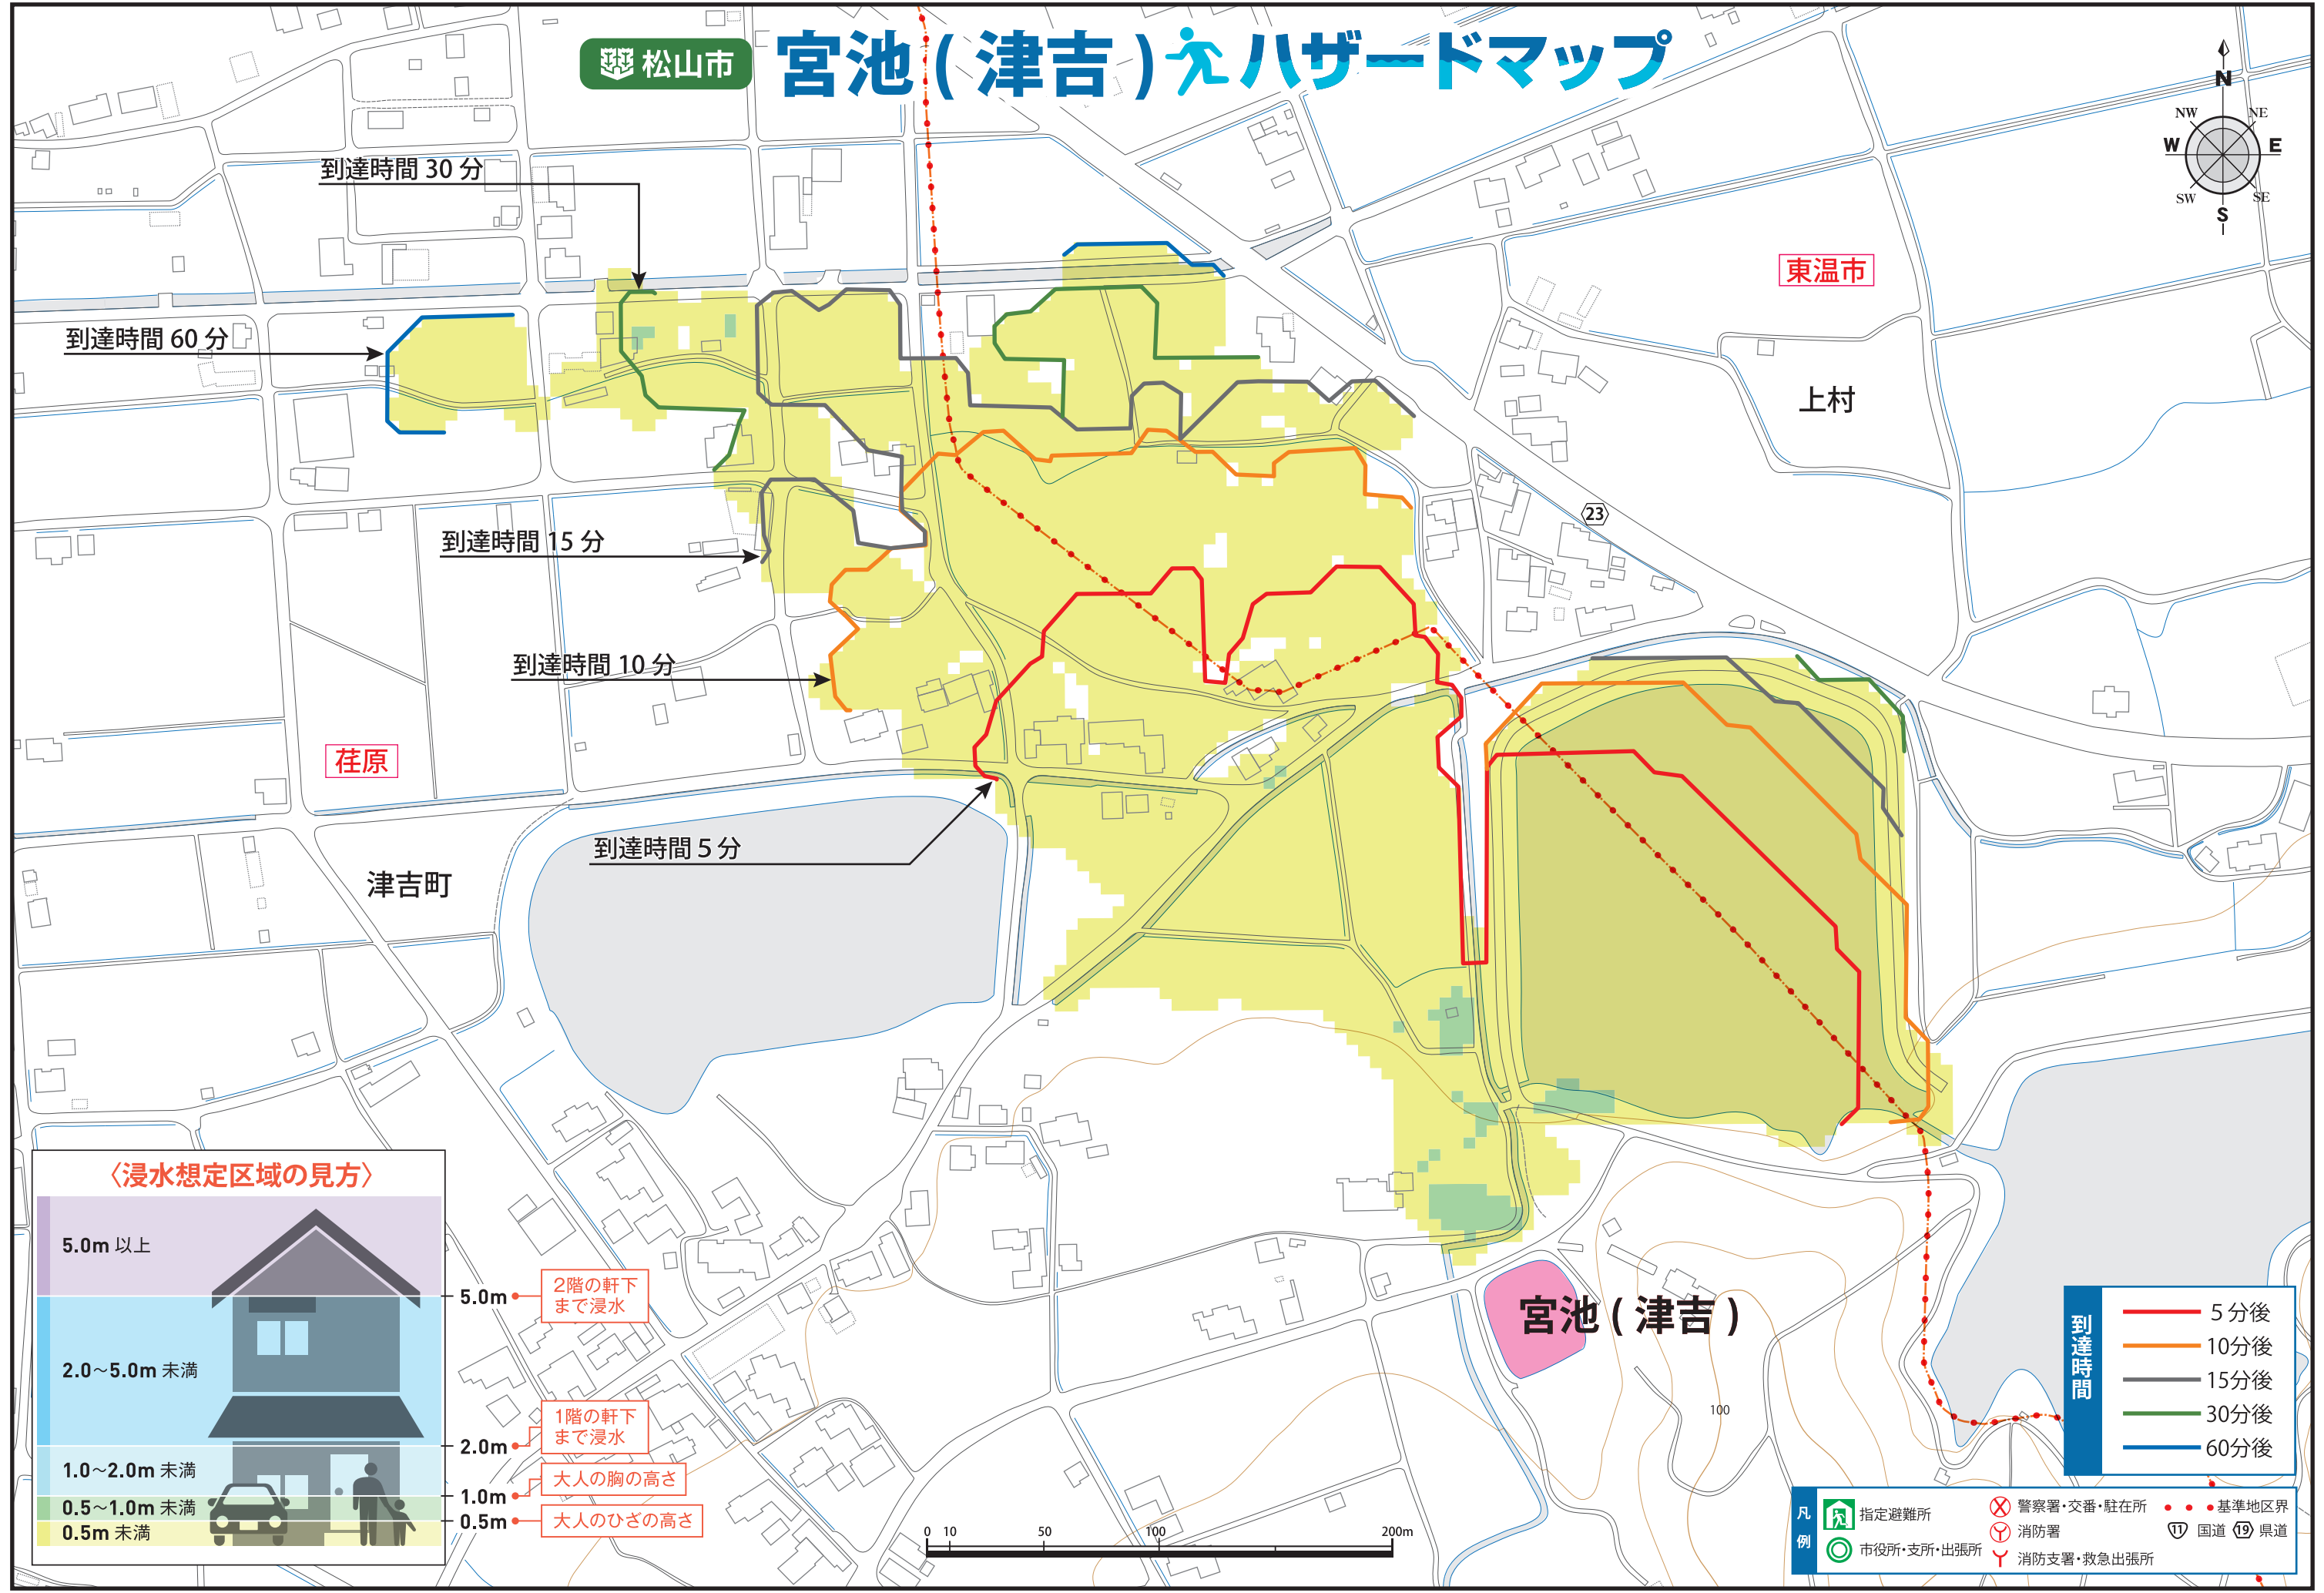 松山市
宮池(津吉)ハザードマップ
N
NW
NE
W
E
SW
SE
S
到達時間 30 分
到達時間 60 分
到達時間 15 分
到達時間 10 分
到達時間 5 分
東温市
上村
23
荏原
津吉町
宮池(津吉)
100
〈浸水想定区域の見方〉
5.0m 以上
2.0～5.0m 未満
1.0～2.0m 未満
0.5～1.0m 未満
0.5m 未満
5.0m
2階の軒下
まで浸水
2.0m
1階の軒下
まで浸水
1.0m
大人の胸の高さ
0.5m
大人のひざの高さ
0 10 50 100 200m
到達時間
5分後
10分後
15分後
30分後
60分後
凡例
指定避難所
市役所・支所・出張所
警察署・交番・駐在所
消防署
消防支署・救急出張所
基準地区界
11 国道 19 県道